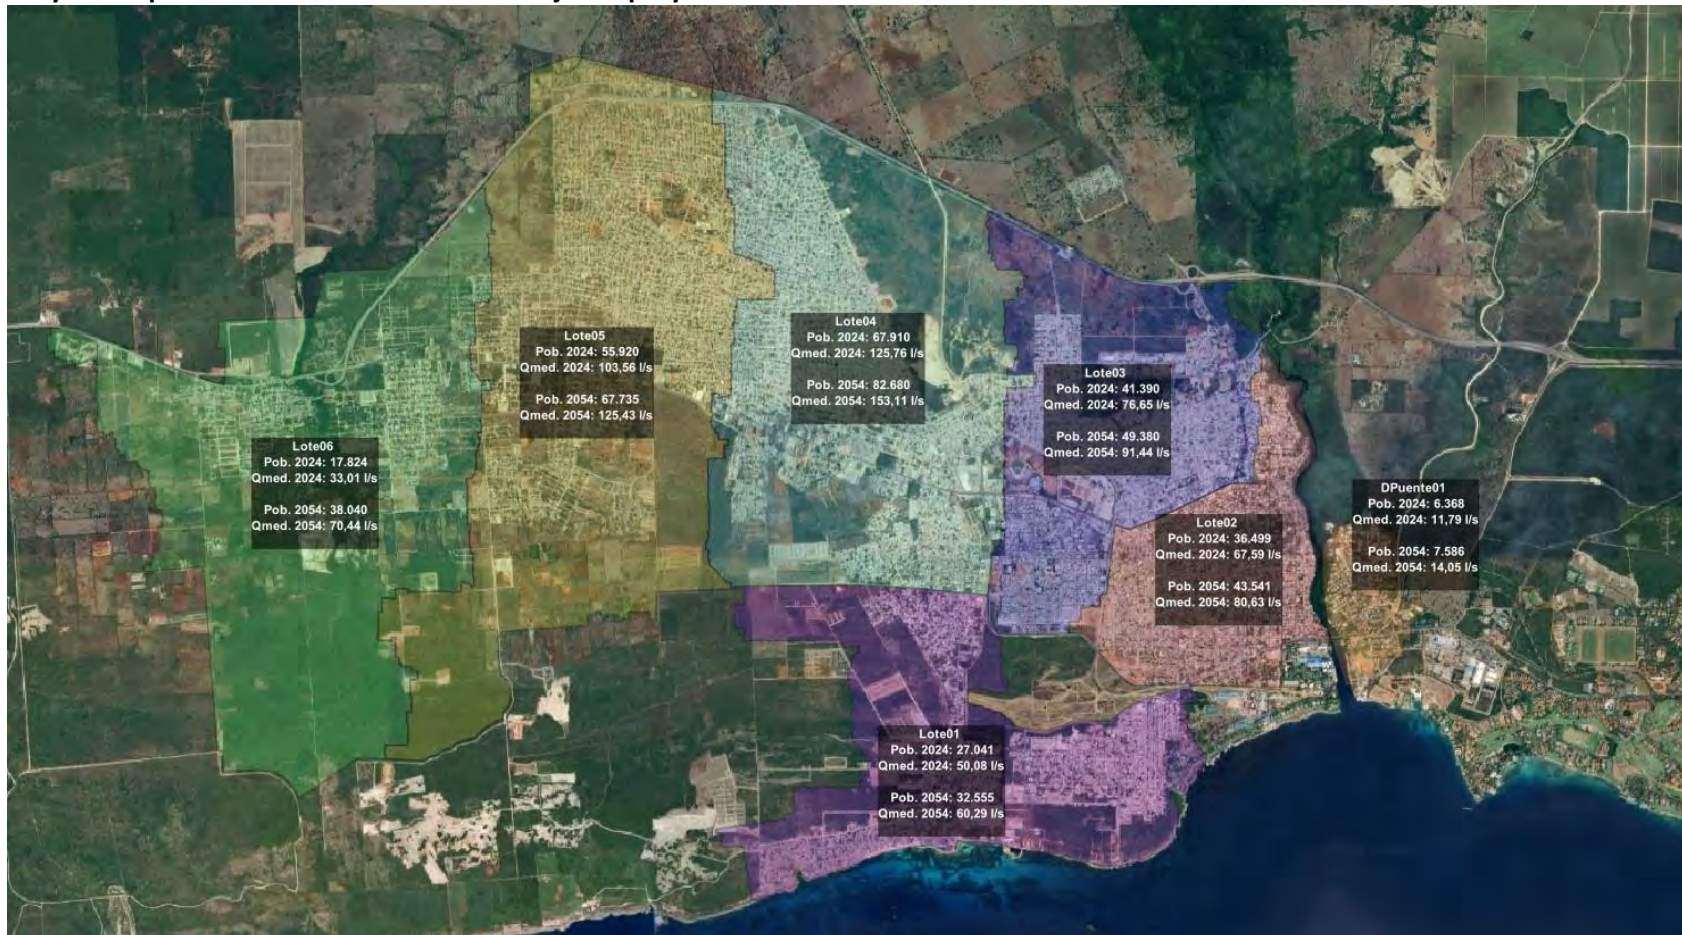 Lote05
Pob. 2024: 55.920
Qmed. 2024: 103,56 l/s
Pob. 2054: 67.735
Qmed. 2054: 125,43 l/s
Lote04
Pob. 2024: 67.910
Qmed. 2024: 125,76 l/s
Pob. 2054: 82.680
Qmed. 2054: 153,11 l/s
Lote03
Pob. 2024: 41.390
Qmed. 2024: 76,65 l/s
Pob. 2054: 49.380
Qmed. 2054: 91,44 l/s
Lote06
Pob. 2024: 17.824
Qmed. 2024: 33,01 l/s
Pob. 2054: 38.040
Qmed. 2054: 70,44 l/s
DPuente01
Pob. 2024: 6.368
Qmed. 2024: 11,79 l/s
Pob. 2054: 7.586
Qmed. 2054: 14,05 l/s
Lote02
Pob. 2024: 36.499
Qmed. 2024: 67,59 l/s
Pob. 2054: 43.541
Qmed. 2054: 80,63 l/s
Lote01
Pob. 2024: 27.041
Qmed. 2024: 50,08 l/s
Pob. 2054: 32.555
Qmed. 2054: 60,29 l/s